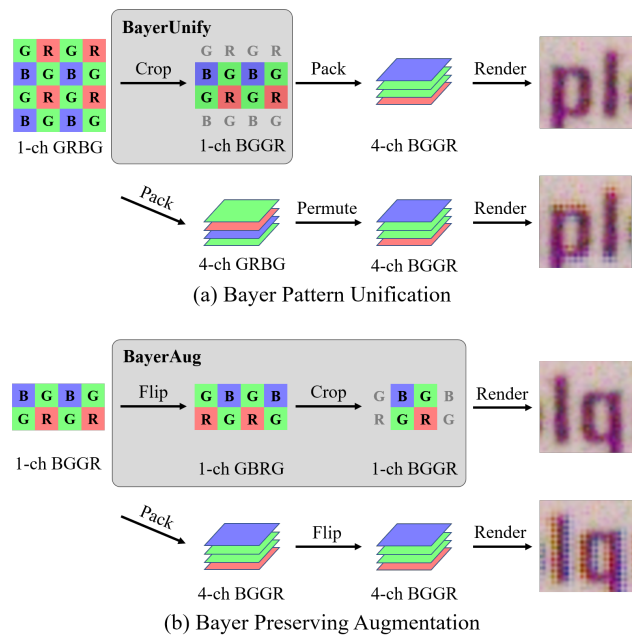 BayerUnify
G R G R
B G B G
G R G R
B G B G
1-ch GRBG
Crop
G R G R
B G B G
G R G R
B G B G
1-ch BGGR
Pack
4-ch BGGR
Render
pl
Pack
4-ch GRBG
Permute
4-ch BGGR
Render
pl
(a) Bayer Pattern Unification
BayerAug
B G B G
G R G R
1-ch BGGR
Flip
G B G B
R G R G
1-ch GBRG
Crop
G B G B
R G R G
1-ch BGGR
Render
lq
Pack
4-ch BGGR
Flip
4-ch BGGR
Render
lq
(b) Bayer Preserving Augmentation